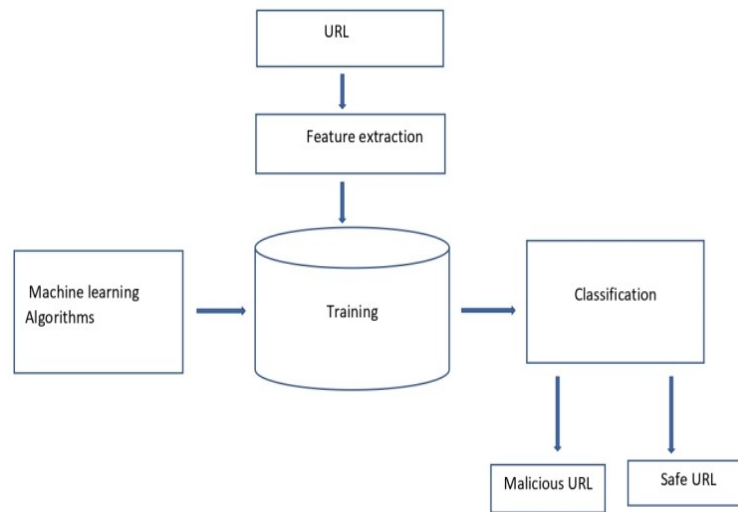 URL
Feature extraction
Machine learning
Algorithms
Training
Classification
Malicious URL
Safe URL